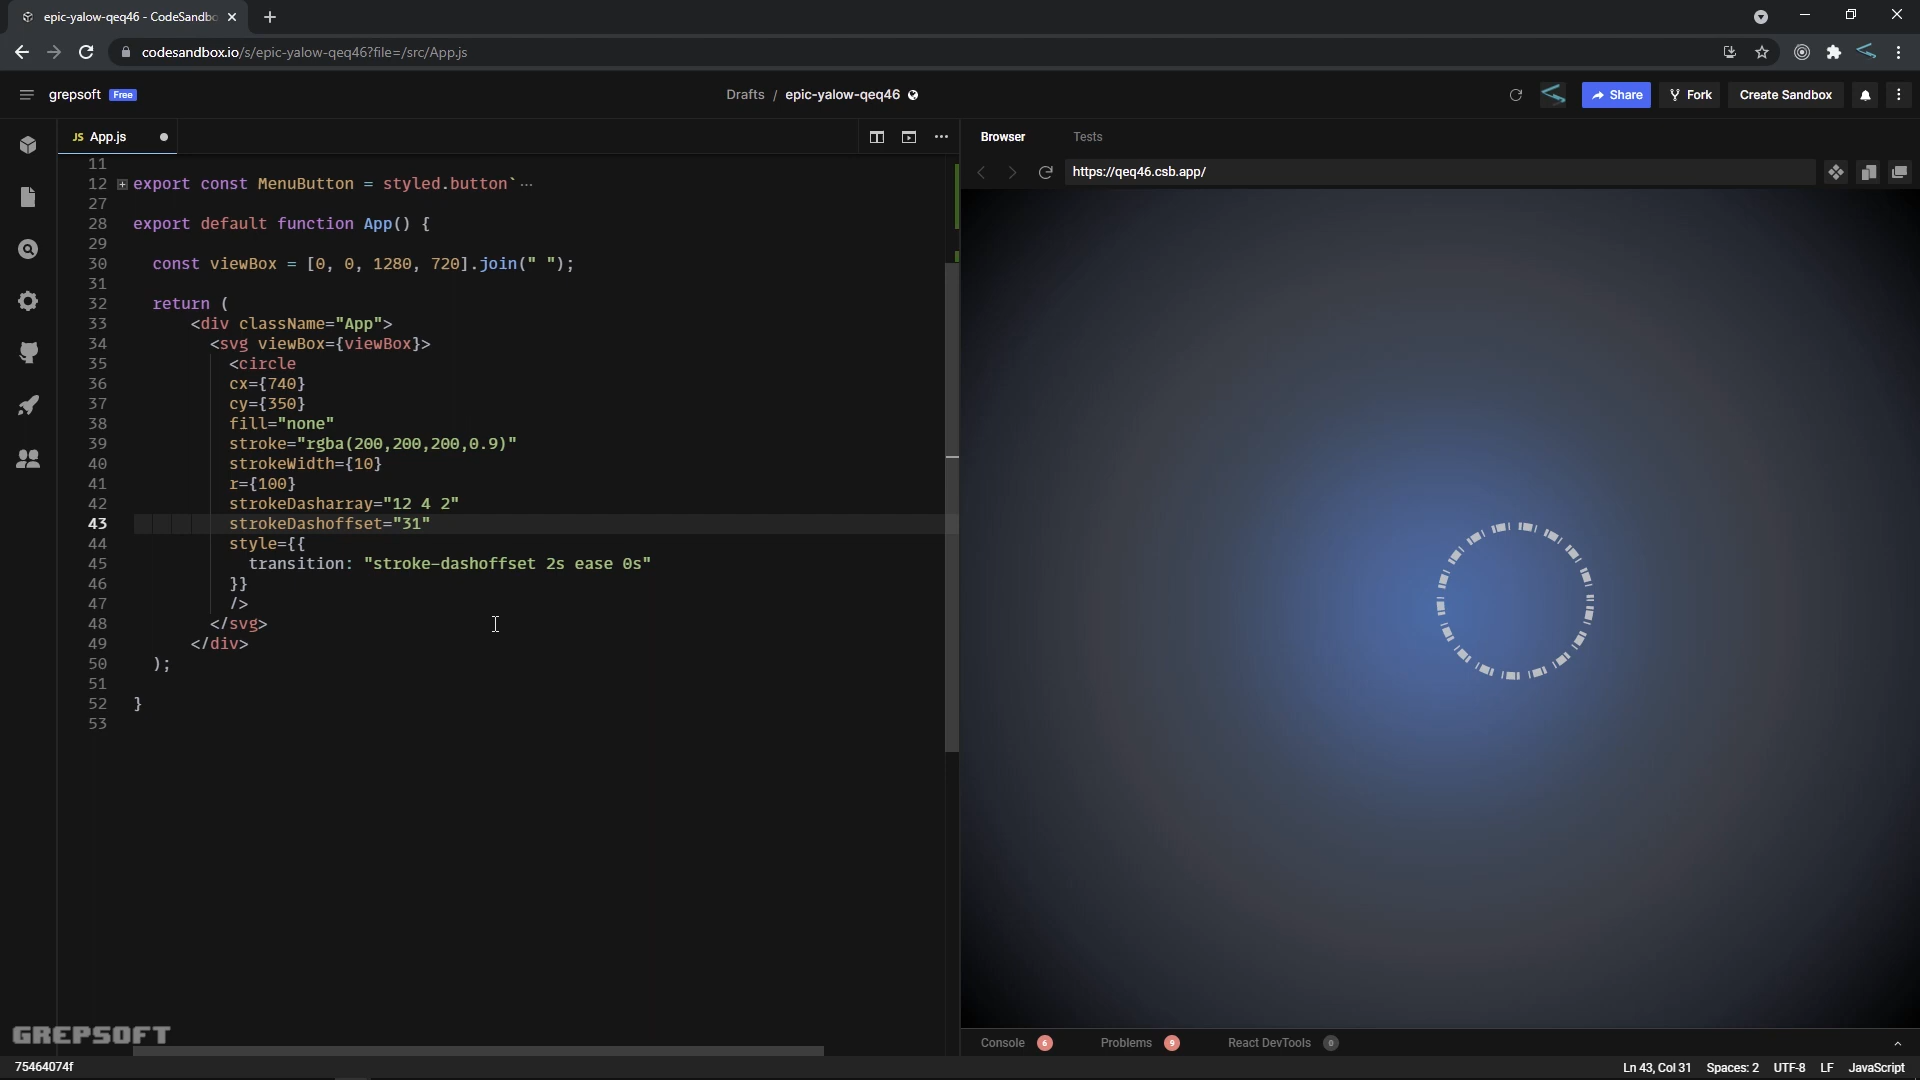 epic-yalow-qeq46 - CodeSandbo
codesandbox.io/s/epic-yalow-qeq46?file=/src/App.js
grepsoft Free
Drafts / epic-yalow-qeq46
Share
Fork
Create Sandbox
JS App.js
11
12 export const MenuButton = styled.button`…
27
28 export default function App() {
29
30 const viewBox = [0, 0, 1280, 720].join(" ");
31
32 return (
33 <div className="App">
34 <svg viewBox={viewBox}>
35 <circle
36 cx={740}
37 cy={350}
38 fill="none"
39 stroke="rgba(200,200,200,0.9)"
40 strokeWidth={10}
41 r={100}
42 strokeDasharray="12 4 2"
43 strokeDashoffset="31"
44 style={{
45 transition: "stroke-dashoffset 2s ease 0s"
46 }}
47 />
48 </svg>
49 </div>
50 );
51
52 }
53
Browser
Tests
https://qeq46.csb.app/
GREPSOFT
Console 6
Problems 9
React DevTools 0
75464074f
Ln 43, Col 31
Spaces: 2
UTF-8
LF
JavaScript